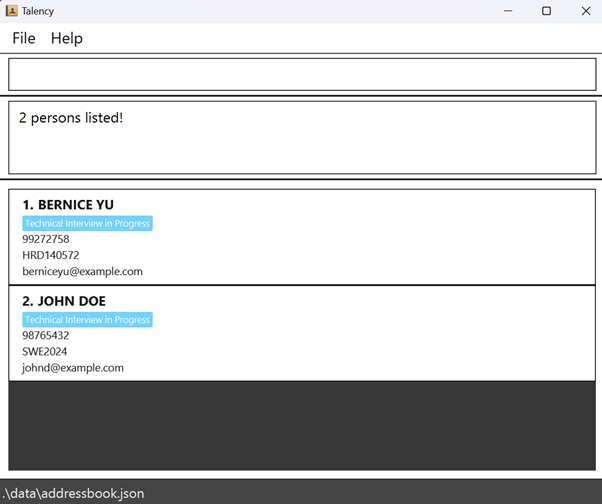 Talency
File Help
2 persons listed!
1. BERNICE YU
Technical Interview in Progress
99272758
HRD140572
berniceyu@example.com
2. JOHN DOE
Technical Interview in Progress
98765432
SWE2024
johnd@example.com
.\data\addressbook.json